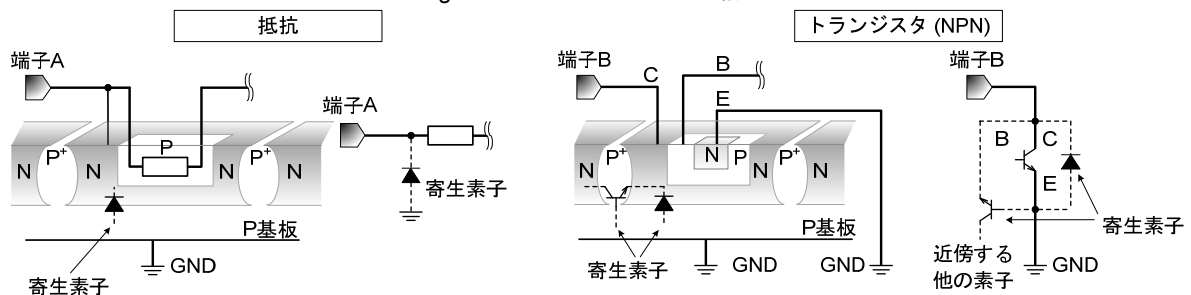 抵抗
トランジスタ (NPN)
端子A
端子A
端子B
C
B
E
端子B
N
P+
N
P
N
P+
N
寄生素子
P基板
GND
寄生素子
N
P+
N
N
P
N
P+
N
P基板
寄生素子
GND
GND
B
C
E
寄生素子
近傍する
他の素子
GND